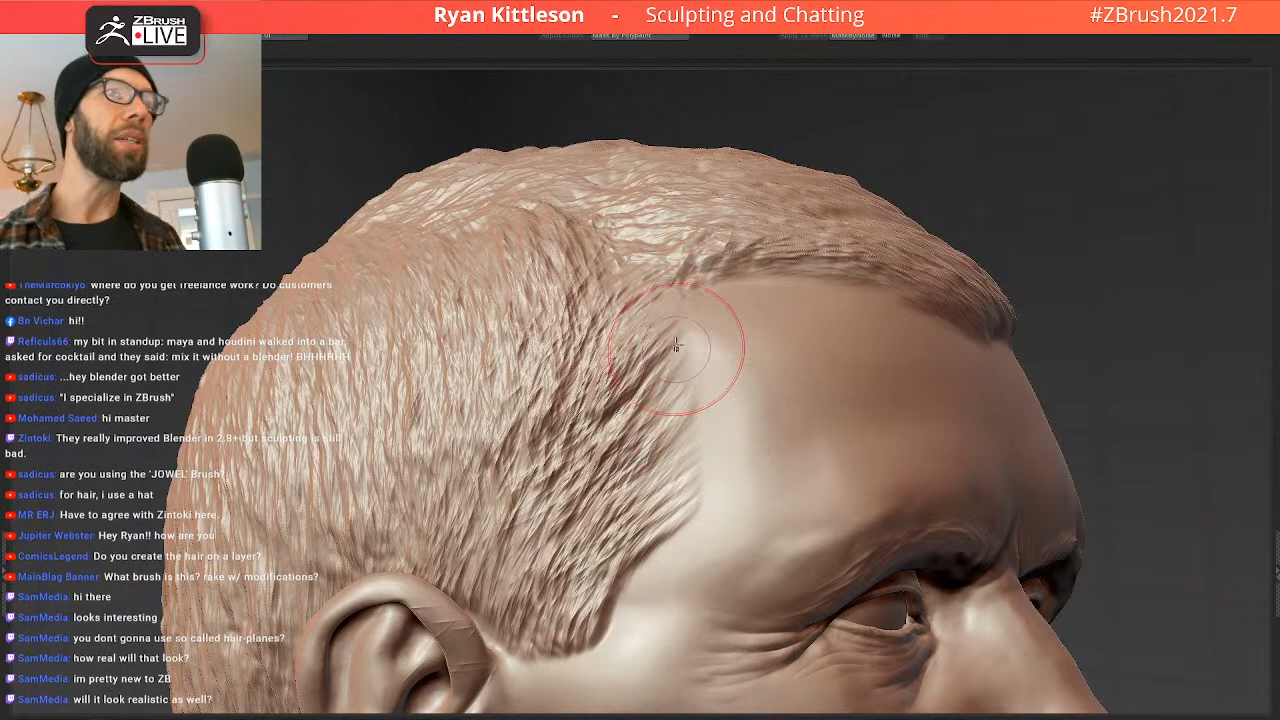 Ryan Kittleson - Sculpting and Chatting #ZBrush2021.7
ZBRUSH
LIVE
Mask By Polypaint
MaskByNoise Noise
TheMarcokiyo: where do you get freelance work? Do customers
contact you directly?
Bn Vichar: hi!!
Reficuls66: my bit in standup: maya and houdini walked into a bar,
asked for cocktail and they said: mix it without a blender! BHHHHHH
sadicus: ...hey blender got better
sadicus: "I specialize in ZBrush"
Mohamed Saeed: hi master
Zintoki: They really improved Blender in 2.8+ but sculpting is still
bad.
sadicus: are you using the 'JOWEL' Brush?
sadicus: for hair, i use a hat
MR ERJ: Have to agree with Zintoki here.
Jupiter Webster: Hey Ryan!! how are you
ComicsLegend: Do you create the hair on a layer?
MainBlag Banner: What brush is this? rake w/ modifications?
SamMedia: hi there
SamMedia: looks interesting
SamMedia: you dont gonna use so called hair-planes?
SamMedia: how real will that look?
SamMedia: im pretty new to ZB
SamMedia: will it look realistic as well?